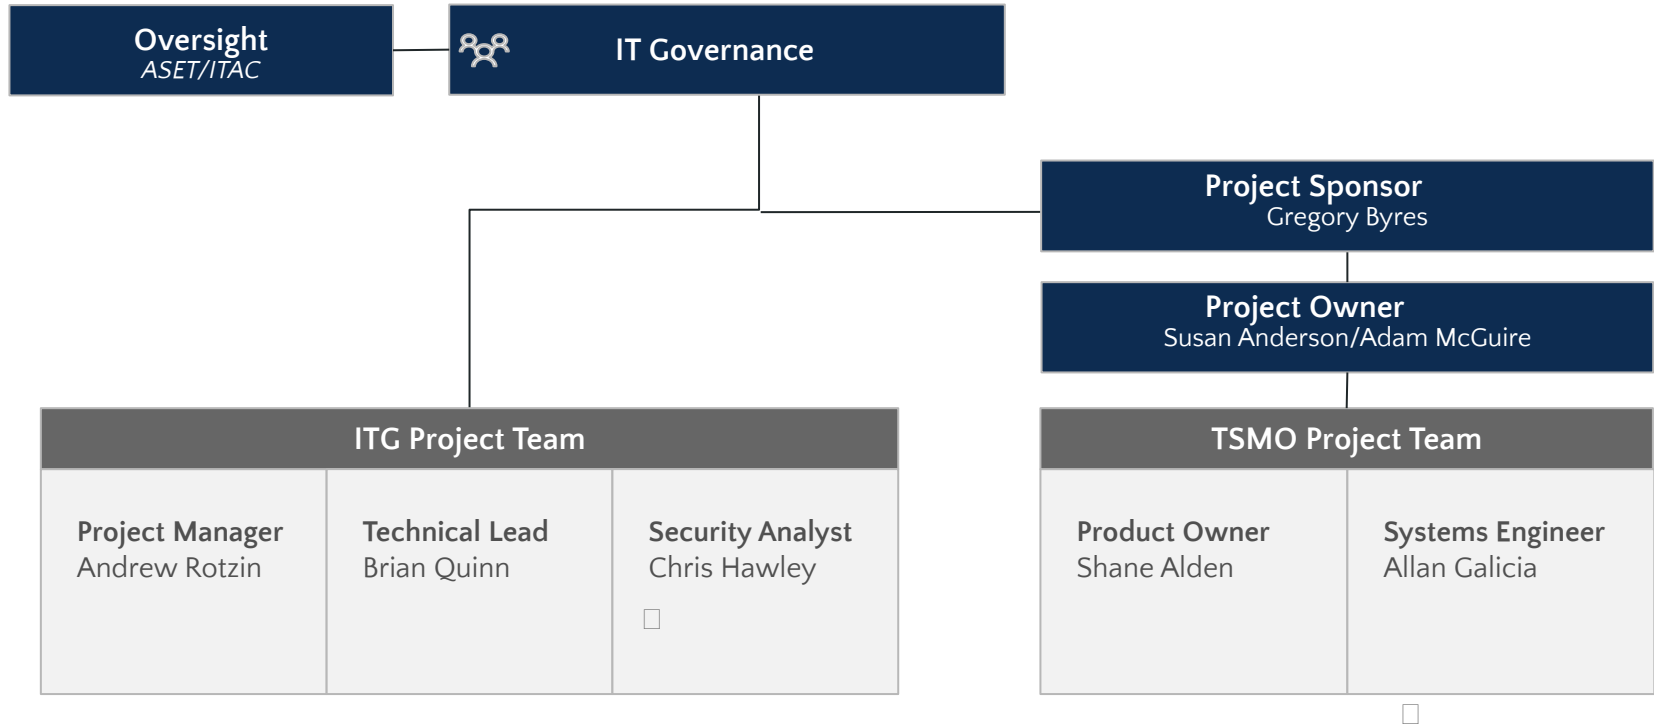 Oversight
ASET/ITAC
IT Governance
Project Sponsor
Gregory Byres
Project Owner
Susan Anderson/Adam McGuire
ITG Project Team
Project Manager
Andrew Rotzin
Technical Lead
Brian Quinn
Security Analyst
Chris Hawley
TSMO Project Team
Product Owner
Shane Alden
Systems Engineer
Allan Galicia